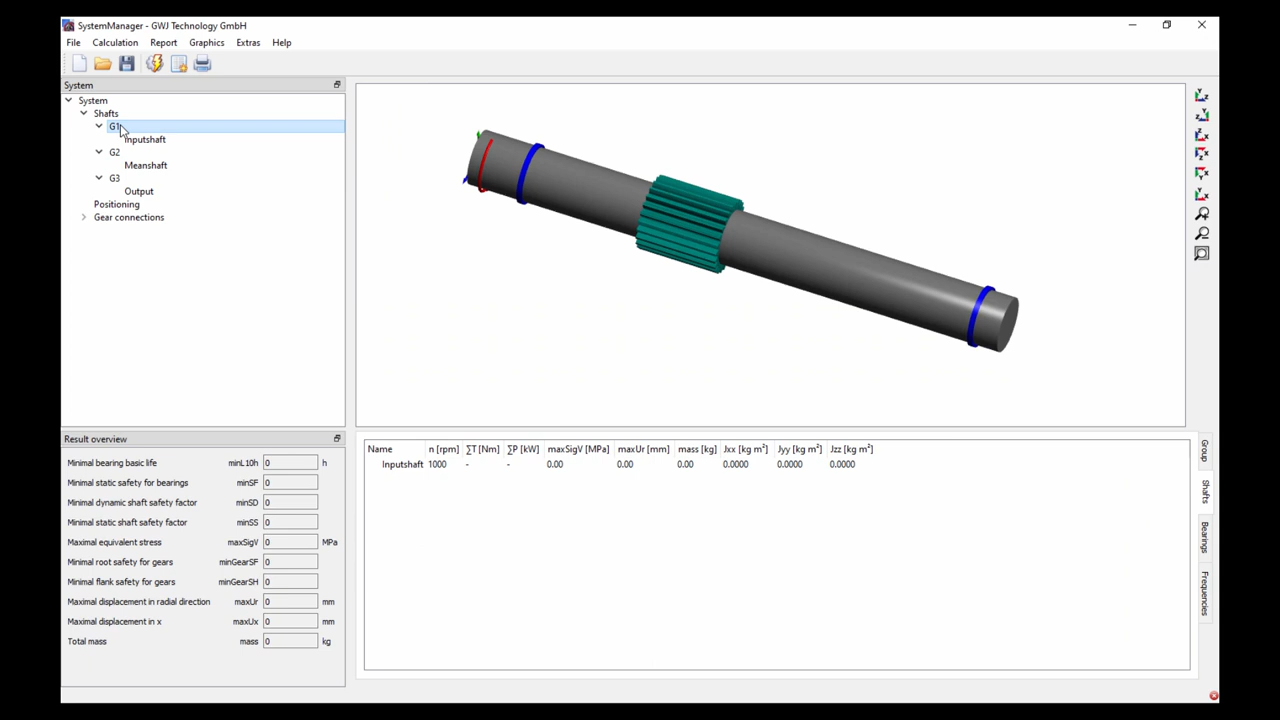 SystemManager - GWJ Technology GmbH
File Calculation Report Graphics Extras Help
System
System
Shafts
G1
Inputshaft
G2
Meanshaft
G3
Output
Positioning
Gear connections
Result overview
Minimal bearing basic life minL10h 0 h
Minimal static safety for bearings minSF 0
Minimal dynamic shaft safety factor minSD 0
Minimal static shaft safety factor minSS 0
Maximal equivalent stress maxSigV 0 MPa
Minimal root safety for gears minGearSF 0
Minimal flank safety for gears minGearSH 0
Maximal displacement in radial direction maxUr 0 mm
Maximal displacement in x maxUx 0 mm
Total mass mass 0 kg
Name n [rpm] ∑T [Nm] ∑P [kW] maxSigV [MPa] maxUr [mm] mass [kg] Jxx [kg m²] Jyy [kg m²] Jzz [kg m²]
Inputshaft 1000 - - 0.00 0.00 0.00 0.0000 0.0000 0.0000
Group
Shafts
Bearings
Frequencies